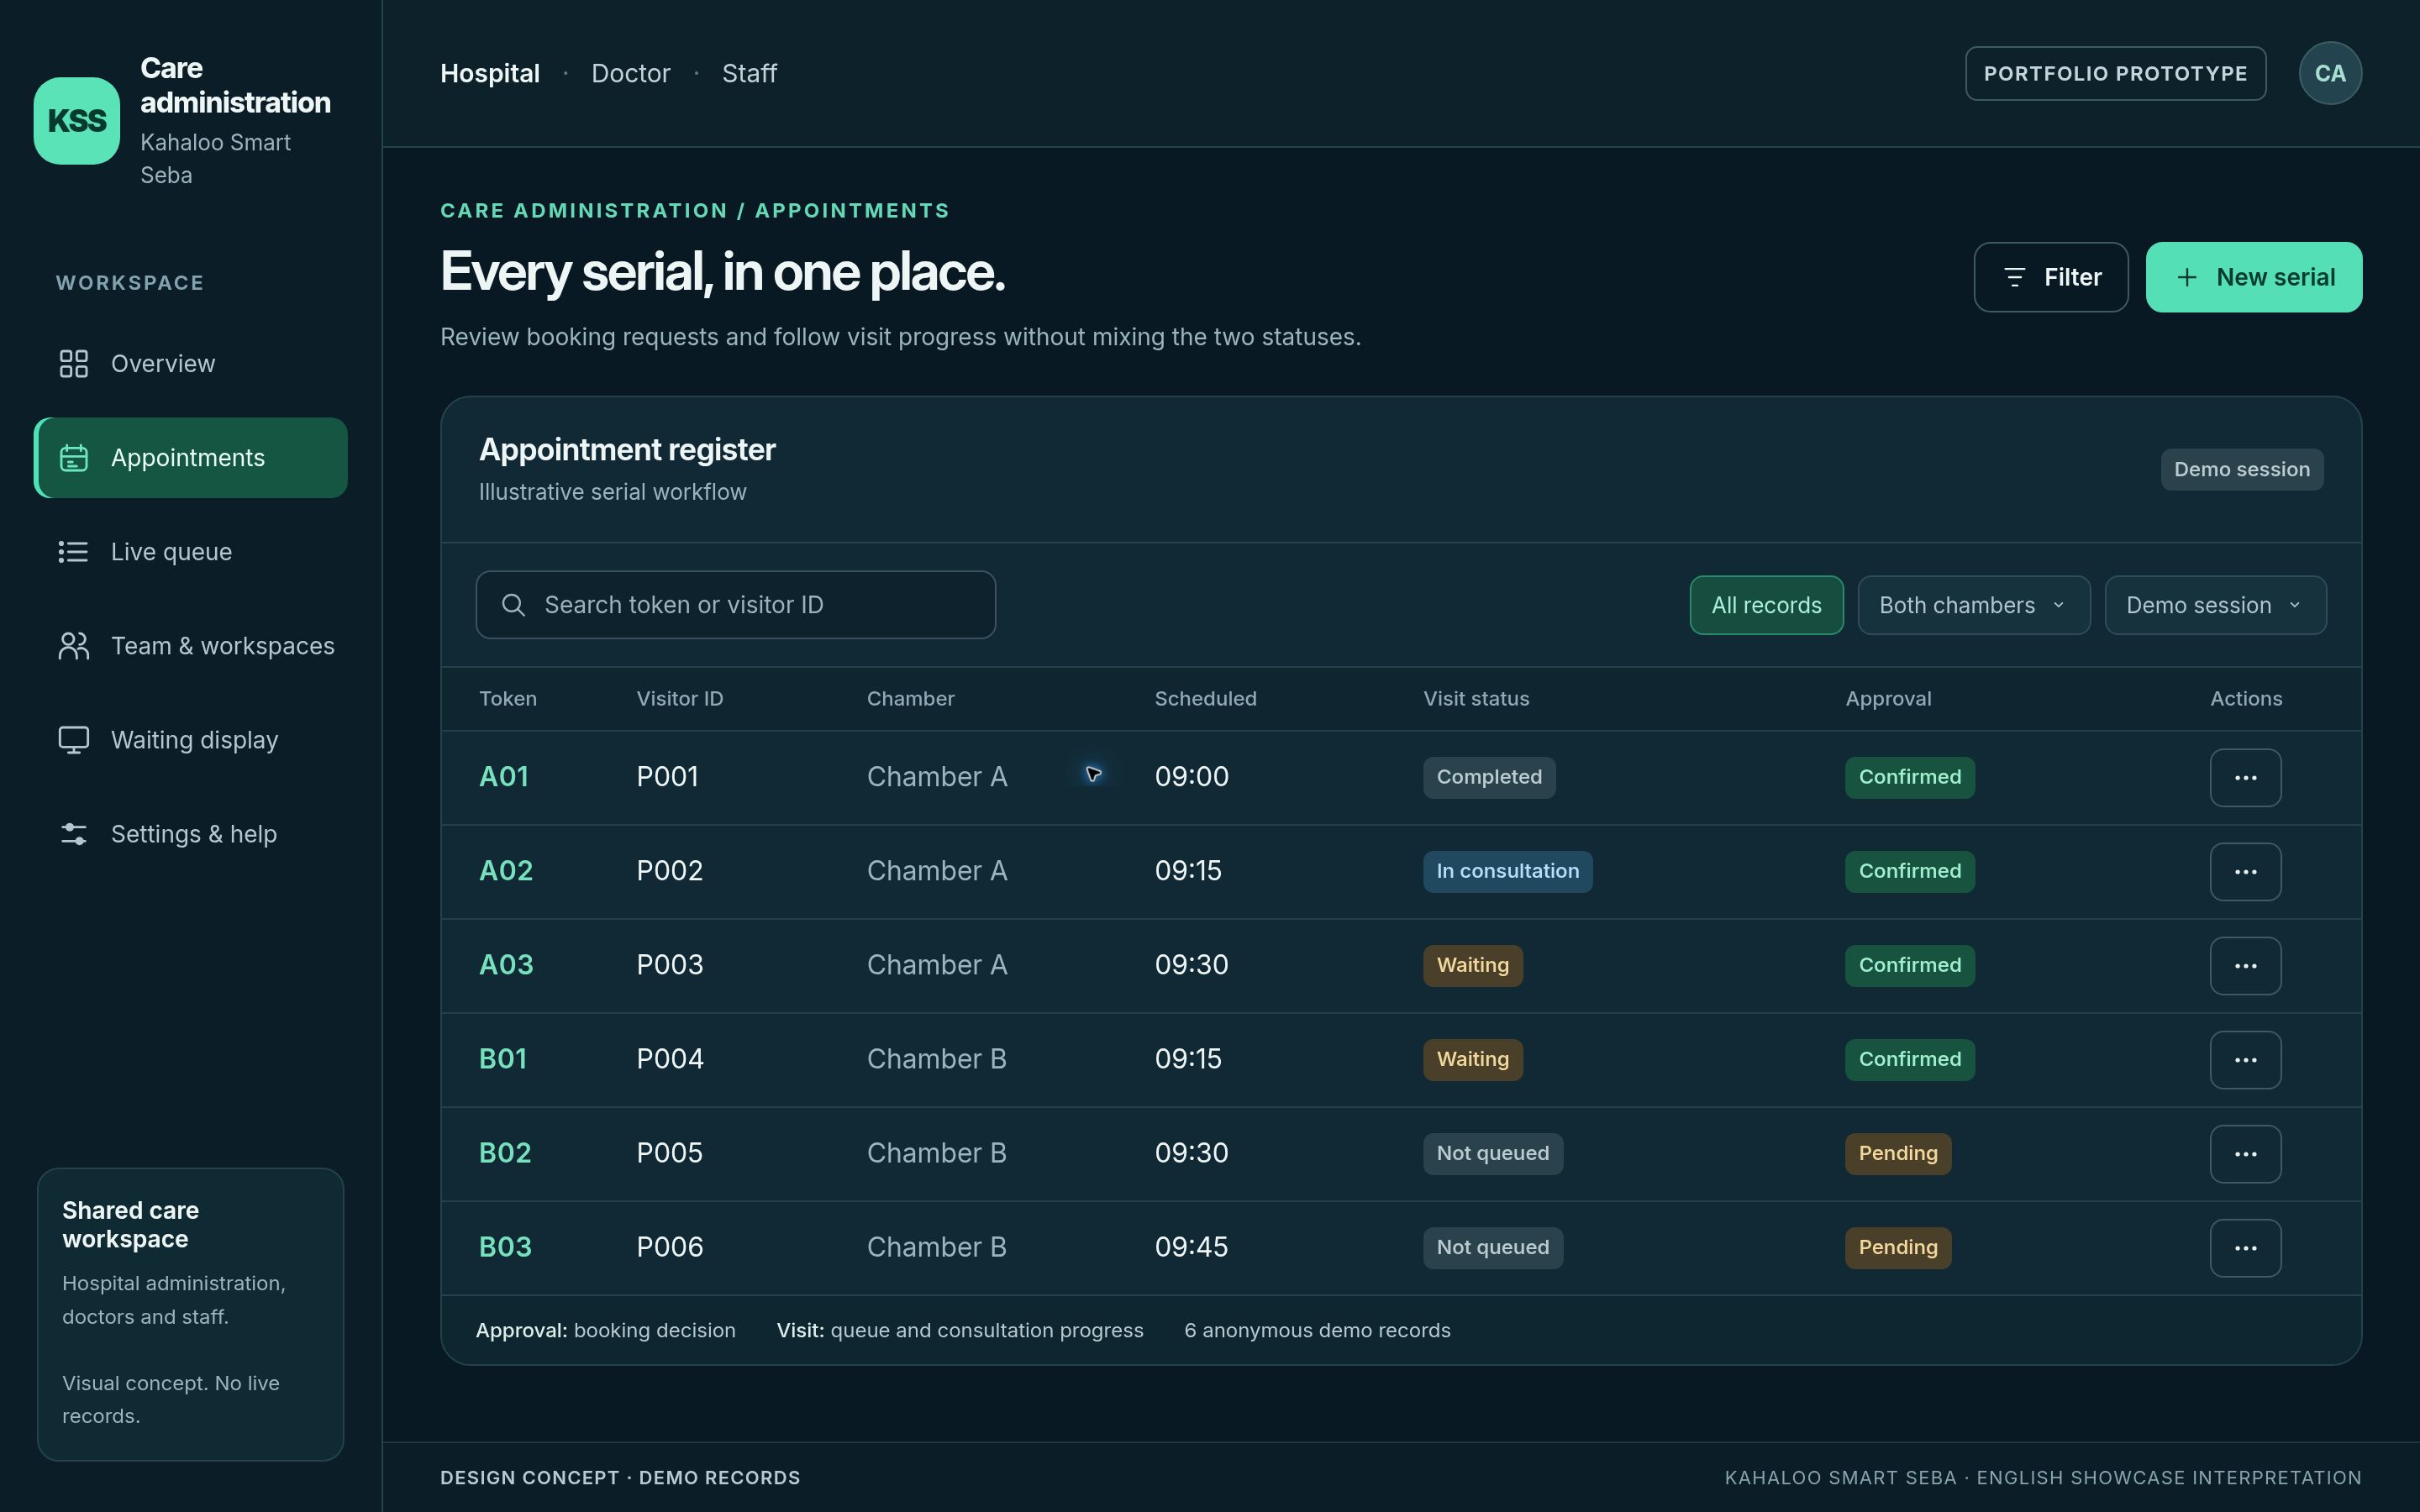 KSS
Care
administration
Kahaloo Smart
Seba
WORKSPACE
Overview
Appointments
Live queue
Team & workspaces
Waiting display
Settings & help
Shared care
workspace
Hospital administration,
doctors and staff.
Visual concept. No live
records.
Hospital · Doctor · Staff
PORTFOLIO PROTOTYPE
CA
CARE ADMINISTRATION / APPOINTMENTS
Every serial, in one place.
Review booking requests and follow visit progress without mixing the two statuses.
Filter
New serial
Appointment register
Illustrative serial workflow
Demo session
Search token or visitor ID
All records
Both chambers
Demo session
Token Visitor ID Chamber Scheduled Visit status Approval Actions
A01 P001 Chamber A 09:00 Completed Confirmed
A02 P002 Chamber A 09:15 In consultation Confirmed
A03 P003 Chamber A 09:30 Waiting Confirmed
B01 P004 Chamber B 09:15 Waiting Confirmed
B02 P005 Chamber B 09:30 Not queued Pending
B03 P006 Chamber B 09:45 Not queued Pending
Approval: booking decision Visit: queue and consultation progress 6 anonymous demo records
DESIGN CONCEPT · DEMO RECORDS
KAHALOO SMART SEBA · ENGLISH SHOWCASE INTERPRETATION